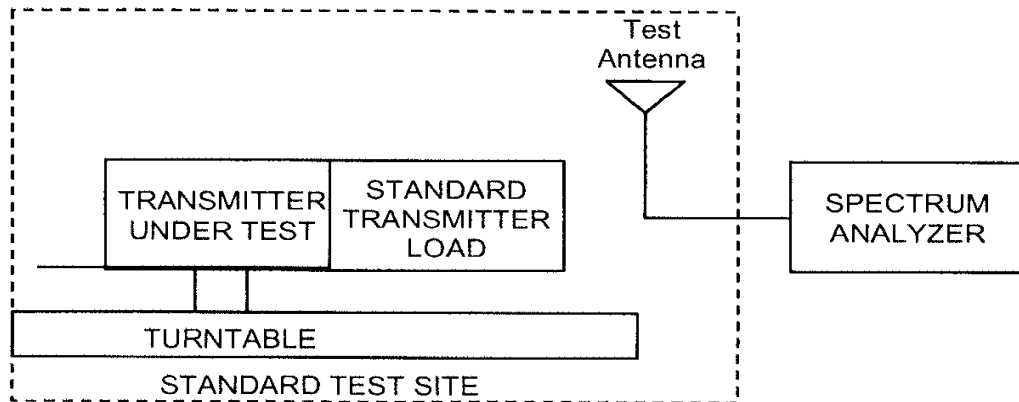 Test
Antenna
TRANSMITTER
UNDER TEST
STANDARD
TRANSMITTER
LOAD
SPECTRUM
ANALYZER
TURNTABLE
STANDARD TEST SITE